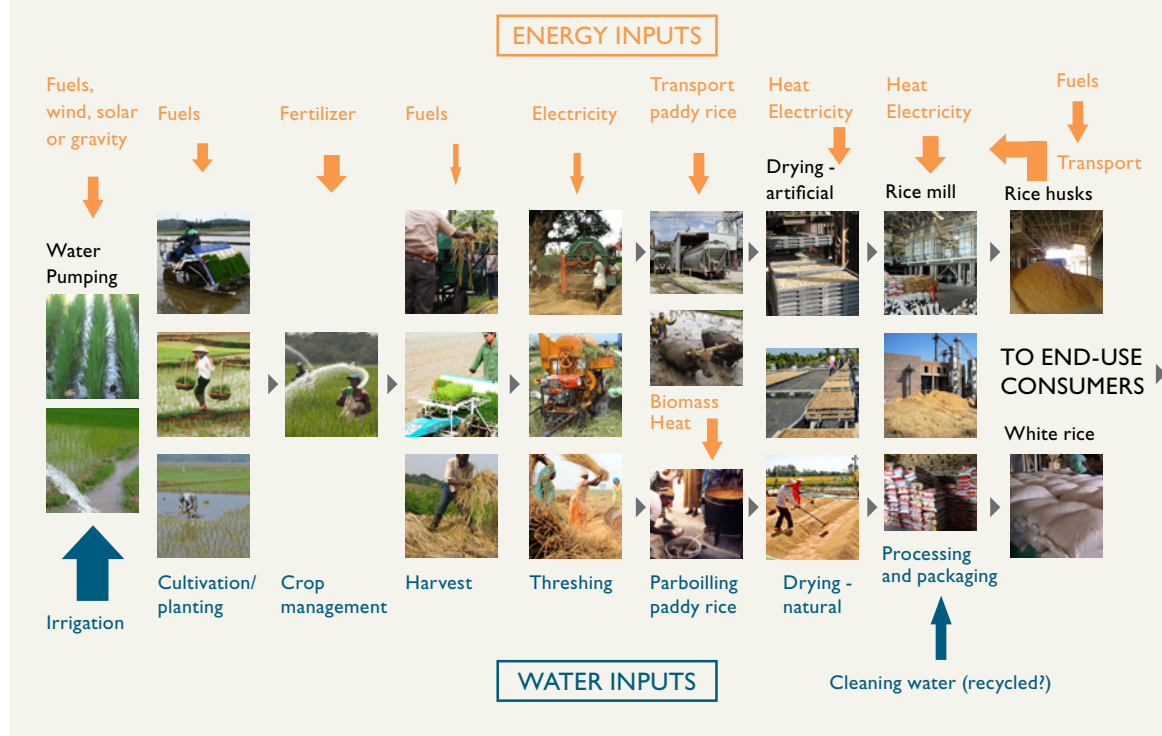 ENERGY INPUTS
Fuels,
wind, solar
or gravity
Fuels
Fertilizer
Fuels
Electricity
Transport
paddy rice
Heat
Electricity
Heat
Electricity
Fuels
Transport
Water
Pumping
Drying -
artificial
Rice mill
Rice husks
Biomass
Heat
TO END-USE
CONSUMERS
White rice
Irrigation
Cultivation/
planting
Crop
management
Harvest
Threshing
Parboilling
paddy rice
Drying -
natural
Processing
and packaging
WATER INPUTS
Cleaning water (recycled?)